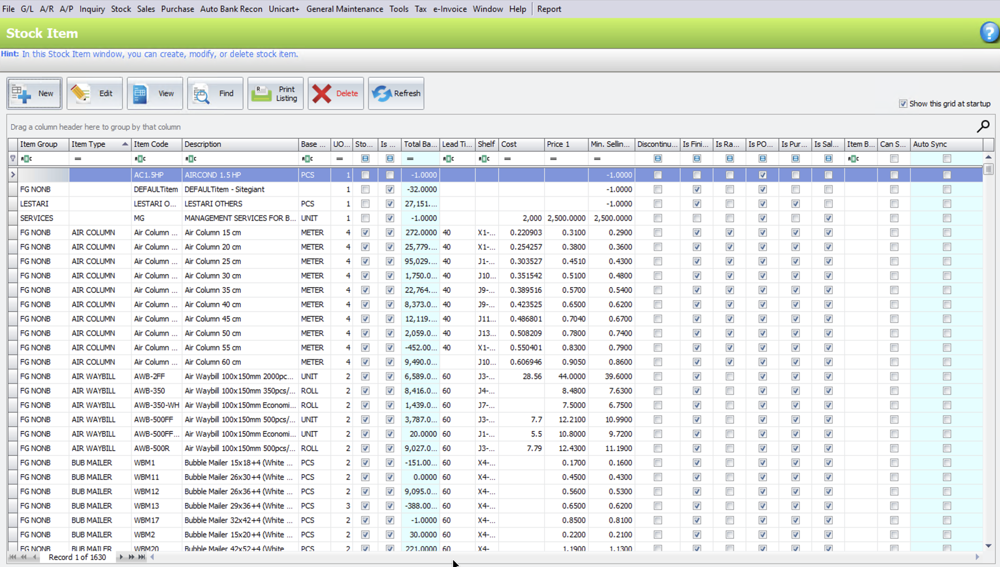 File G/L A/R A/P Inquiry Stock Sales Purchase Auto Bank Recon Unicart+ General Maintenance Tools Tax e-Invoice Window Help Report
Stock Item
?
Hint: In this Stock Item window, you can create, modify, or delete stock item.
New Edit View Find Print Listing Delete Refresh
Show this grid at startup
Drag a column header here to group by that column
Item Group Item Type Item Code Description Base ... UO... Sto... Is ... Total Ba... Lead Ti... Shelf Cost Price 1 Min. Sellin... Discontinu... Is Fini... Is Ra... Is PO... Is Pur... Is Sal... Item B... Can S... Auto Sync
ABC = ABC ABC ABC = = ABC ABC = = = ABC
AC1.5HP AIRCOND 1.5 HP PCS 1 -1.0000 -1.0000
FG NONB DEFAULTitem DEFAULTitem - Sitegiant 1 -32.0000 -1.0000
LESTARI LESTARI O... LESTARI OTHERS PCS 1 27,151.... -1.0000
SERVICES MG MANAGEMENT SERVICES FOR B... UNIT 1 -1.0000 2,000 2,500.0000 2,500.0000
FG NONB AIR COLUMN Air Column ... Air Column 15 cm METER 4 272.0000 40 X1-... 0.220903 0.3100 0.2900
FG NONB AIR COLUMN Air Column ... Air Column 20 cm METER 4 25,779.... 40 X1-... 0.254257 0.3800 0.3600
FG NONB AIR COLUMN Air Column ... Air Column 25 cm METER 4 95,029.... 40 J1-... 0.303527 0.4510 0.4300
FG NONB AIR COLUMN Air Column ... Air Column 30 cm METER 4 1,750.0... 40 J10... 0.351542 0.5100 0.4800
FG NONB AIR COLUMN Air Column ... Air Column 35 cm METER 4 22,764.... 40 J9-... 0.389516 0.5700 0.5400
FG NONB AIR COLUMN Air Column ... Air Column 40 cm METER 4 8,373.0... 40 J9-... 0.423525 0.6500 0.6200
FG NONB AIR COLUMN Air Column ... Air Column 45 cm METER 4 12,119.... 40 J11... 0.486801 0.7040 0.6700
FG NONB AIR COLUMN Air Column ... Air Column 50 cm METER 4 2,059.0... 40 J13... 0.508209 0.7800 0.7400
FG NONB AIR COLUMN Air Column ... Air Column 55 cm METER 4 -452.00... 40 X1-... 0.550401 0.8300 0.7900
FG NONB AIR COLUMN Air Column ... Air Column 60 cm METER 4 9,490.0... J10... 0.606946 0.9050 0.8600
FG NONB AIR WAYBILL AWB-2FF Air Waybill 100x150mm 2000pc... UNIT 2 6,589.0... 60 J3-... 28.56 44.0000 39.6000
FG NONB AIR WAYBILL AWB-350 Air Waybill 100x150mm 350pcs/... ROLL 2 8,416.0... 60 J4-... 8.4800 7.6300
FG NONB AIR WAYBILL AWB-350-WH Air Waybill 100x150mm Economi... ROLL 2 1,439.0... 60 J7-... 7.5000 6.7500
FG NONB AIR WAYBILL AWB-500FF Air Waybill 100x150mm 500pcs/... UNIT 2 3,787.0... 60 J3-... 7.7 12.2100 10.9900
FG NONB AIR WAYBILL AWB-500FF... Air Waybill 100x150mm Economi... UNIT 2 20.0000 60 J1-... 5.5 10.8000 9.7200
FG NONB AIR WAYBILL AWB-500R Air Waybill 100x150mm 500pcs/... ROLL 2 9,027.0... 60 J3-... 7.79 12.4300 11.1900
FG NONB BUB MAILER WBM1 Bubble Mailer 15x18+4 (White ... PCS 2 -151.00... 60 X4-... 0.1700 0.1600
FG NONB BUB MAILER WBM11 Bubble Mailer 26x30+4 (White ... PCS 2 0.0000 60 X4-... 0.4500 0.4300
FG NONB BUB MAILER WBM12 Bubble Mailer 26x36+4 (White ... PCS 2 9,095.0... 60 X4-... 0.5600 0.5300
FG NONB BUB MAILER WBM13 Bubble Mailer 29x36+4 (White ... PCS 3 -388.00... 60 X4-... 0.6500 0.6200
FG NONB BUB MAILER WBM17 Bubble Mailer 32x42+4 (White ... PCS 2 -1.0000 60 X4-... 0.8500 0.8100
FG NONB BUB MAILER WBM2 Bubble Mailer 15x20+4 (White ... PCS 2 30.0000 60 X4-... 0.2200 0.2100
FG NONB BUB MAILER WBM20 Bubble Mailer 42x52+4 (White PCS 2 221.0000 60 X4- 1.1900 1.1300
Record 1 of 1630